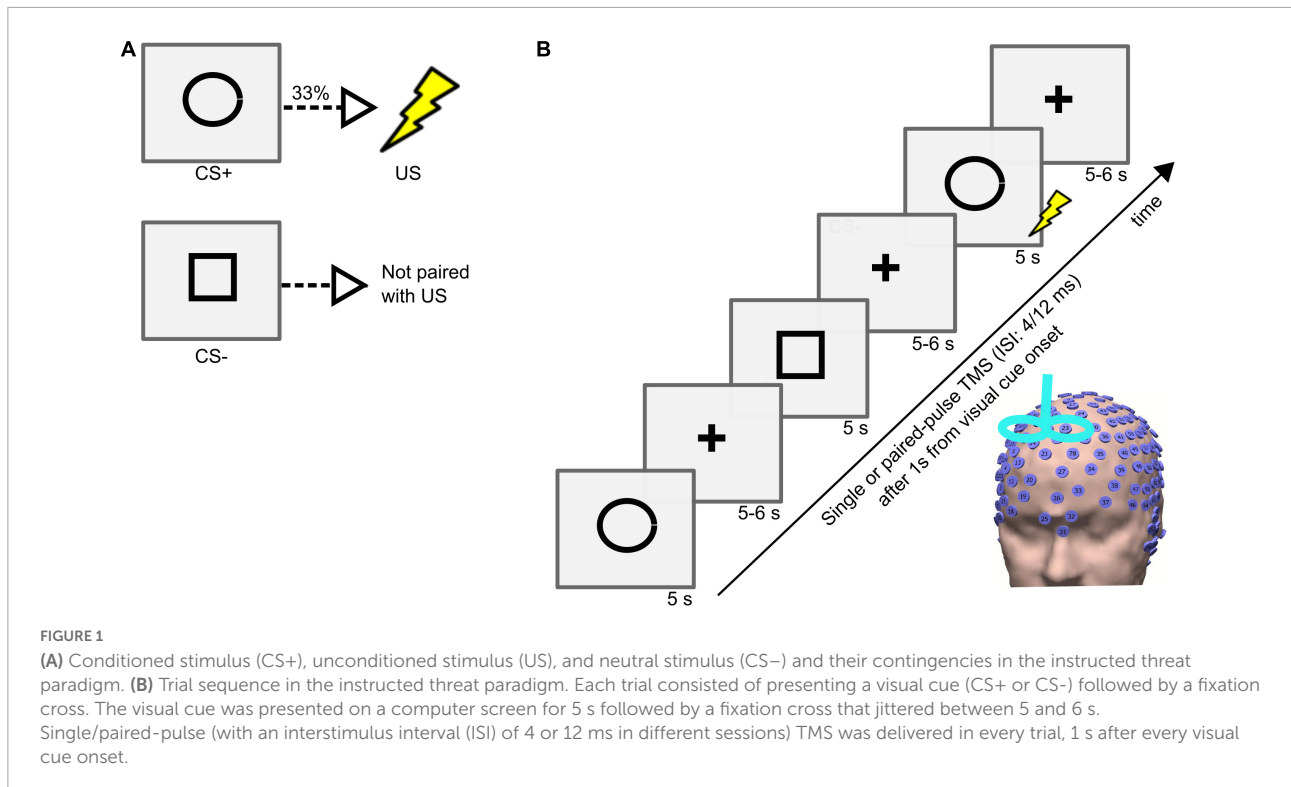 A
33%
CS+
US
Not paired
with US
CS-
B
5-6 s
5 s
5-6 s
5 s
5-6 s
5 s
time
Single or paired-pulse TMS (ISI: 4/12 ms)
after 1s from visual cue onset
FIGURE 1
(A) Conditioned stimulus (CS+), unconditioned stimulus (US), and neutral stimulus (CS–) and their contingencies in the instructed threat
paradigm. (B) Trial sequence in the instructed threat paradigm. Each trial consisted of presenting a visual cue (CS+ or CS-) followed by a fixation
cross. The visual cue was presented on a computer screen for 5 s followed by a fixation cross that jittered between 5 and 6 s.
Single/paired-pulse (with an interstimulus interval (ISI) of 4 or 12 ms in different sessions) TMS was delivered in every trial, 1 s after every visual
cue onset.